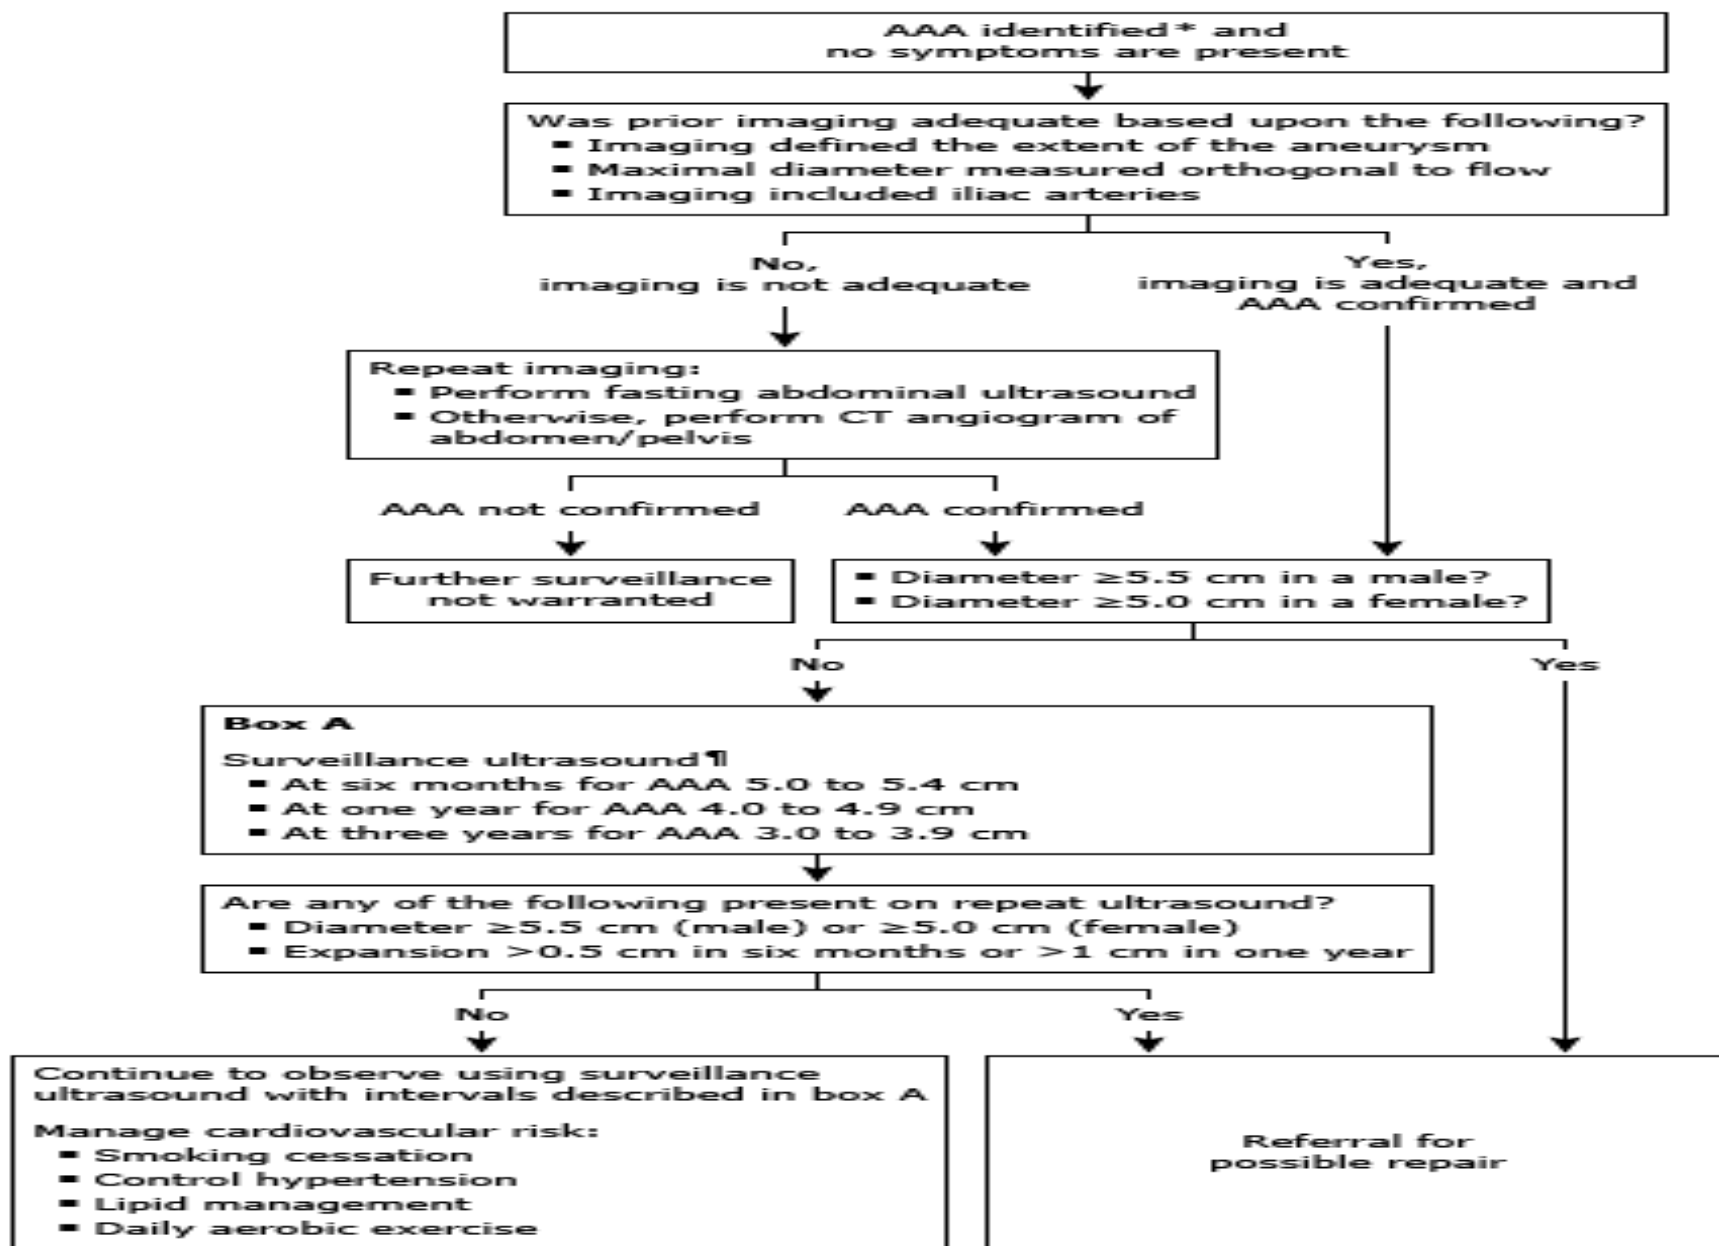 AAA identified* and
no symptoms are present
Was prior imaging adequate based upon the following?
▪ Imaging defined the extent of the aneurysm
▪ Maximal diameter measured orthogonal to flow
▪ Imaging included iliac arteries
No,
imaging is not adequate
Yes,
imaging is adequate and
AAA confirmed
Repeat imaging:
▪ Perform fasting abdominal ultrasound
▪ Otherwise, perform CT angiogram of
abdomen/pelvis
AAA not confirmed
AAA confirmed
Further surveillance
not warranted
▪ Diameter ≥5.5 cm in a male?
▪ Diameter ≥5.0 cm in a female?
No
Yes
Box A
Surveillance ultrasound¶
▪ At six months for AAA 5.0 to 5.4 cm
▪ At one year for AAA 4.0 to 4.9 cm
▪ At three years for AAA 3.0 to 3.9 cm
Are any of the following present on repeat ultrasound?
▪ Diameter ≥5.5 cm (male) or ≥5.0 cm (female)
▪ Expansion >0.5 cm in six months or >1 cm in one year
No
Yes
Continue to observe using surveillance
ultrasound with intervals described in box A
Manage cardiovascular risk:
▪ Smoking cessation
▪ Control hypertension
▪ Lipid management
▪ Daily aerobic exercise
Referral for
possible repair